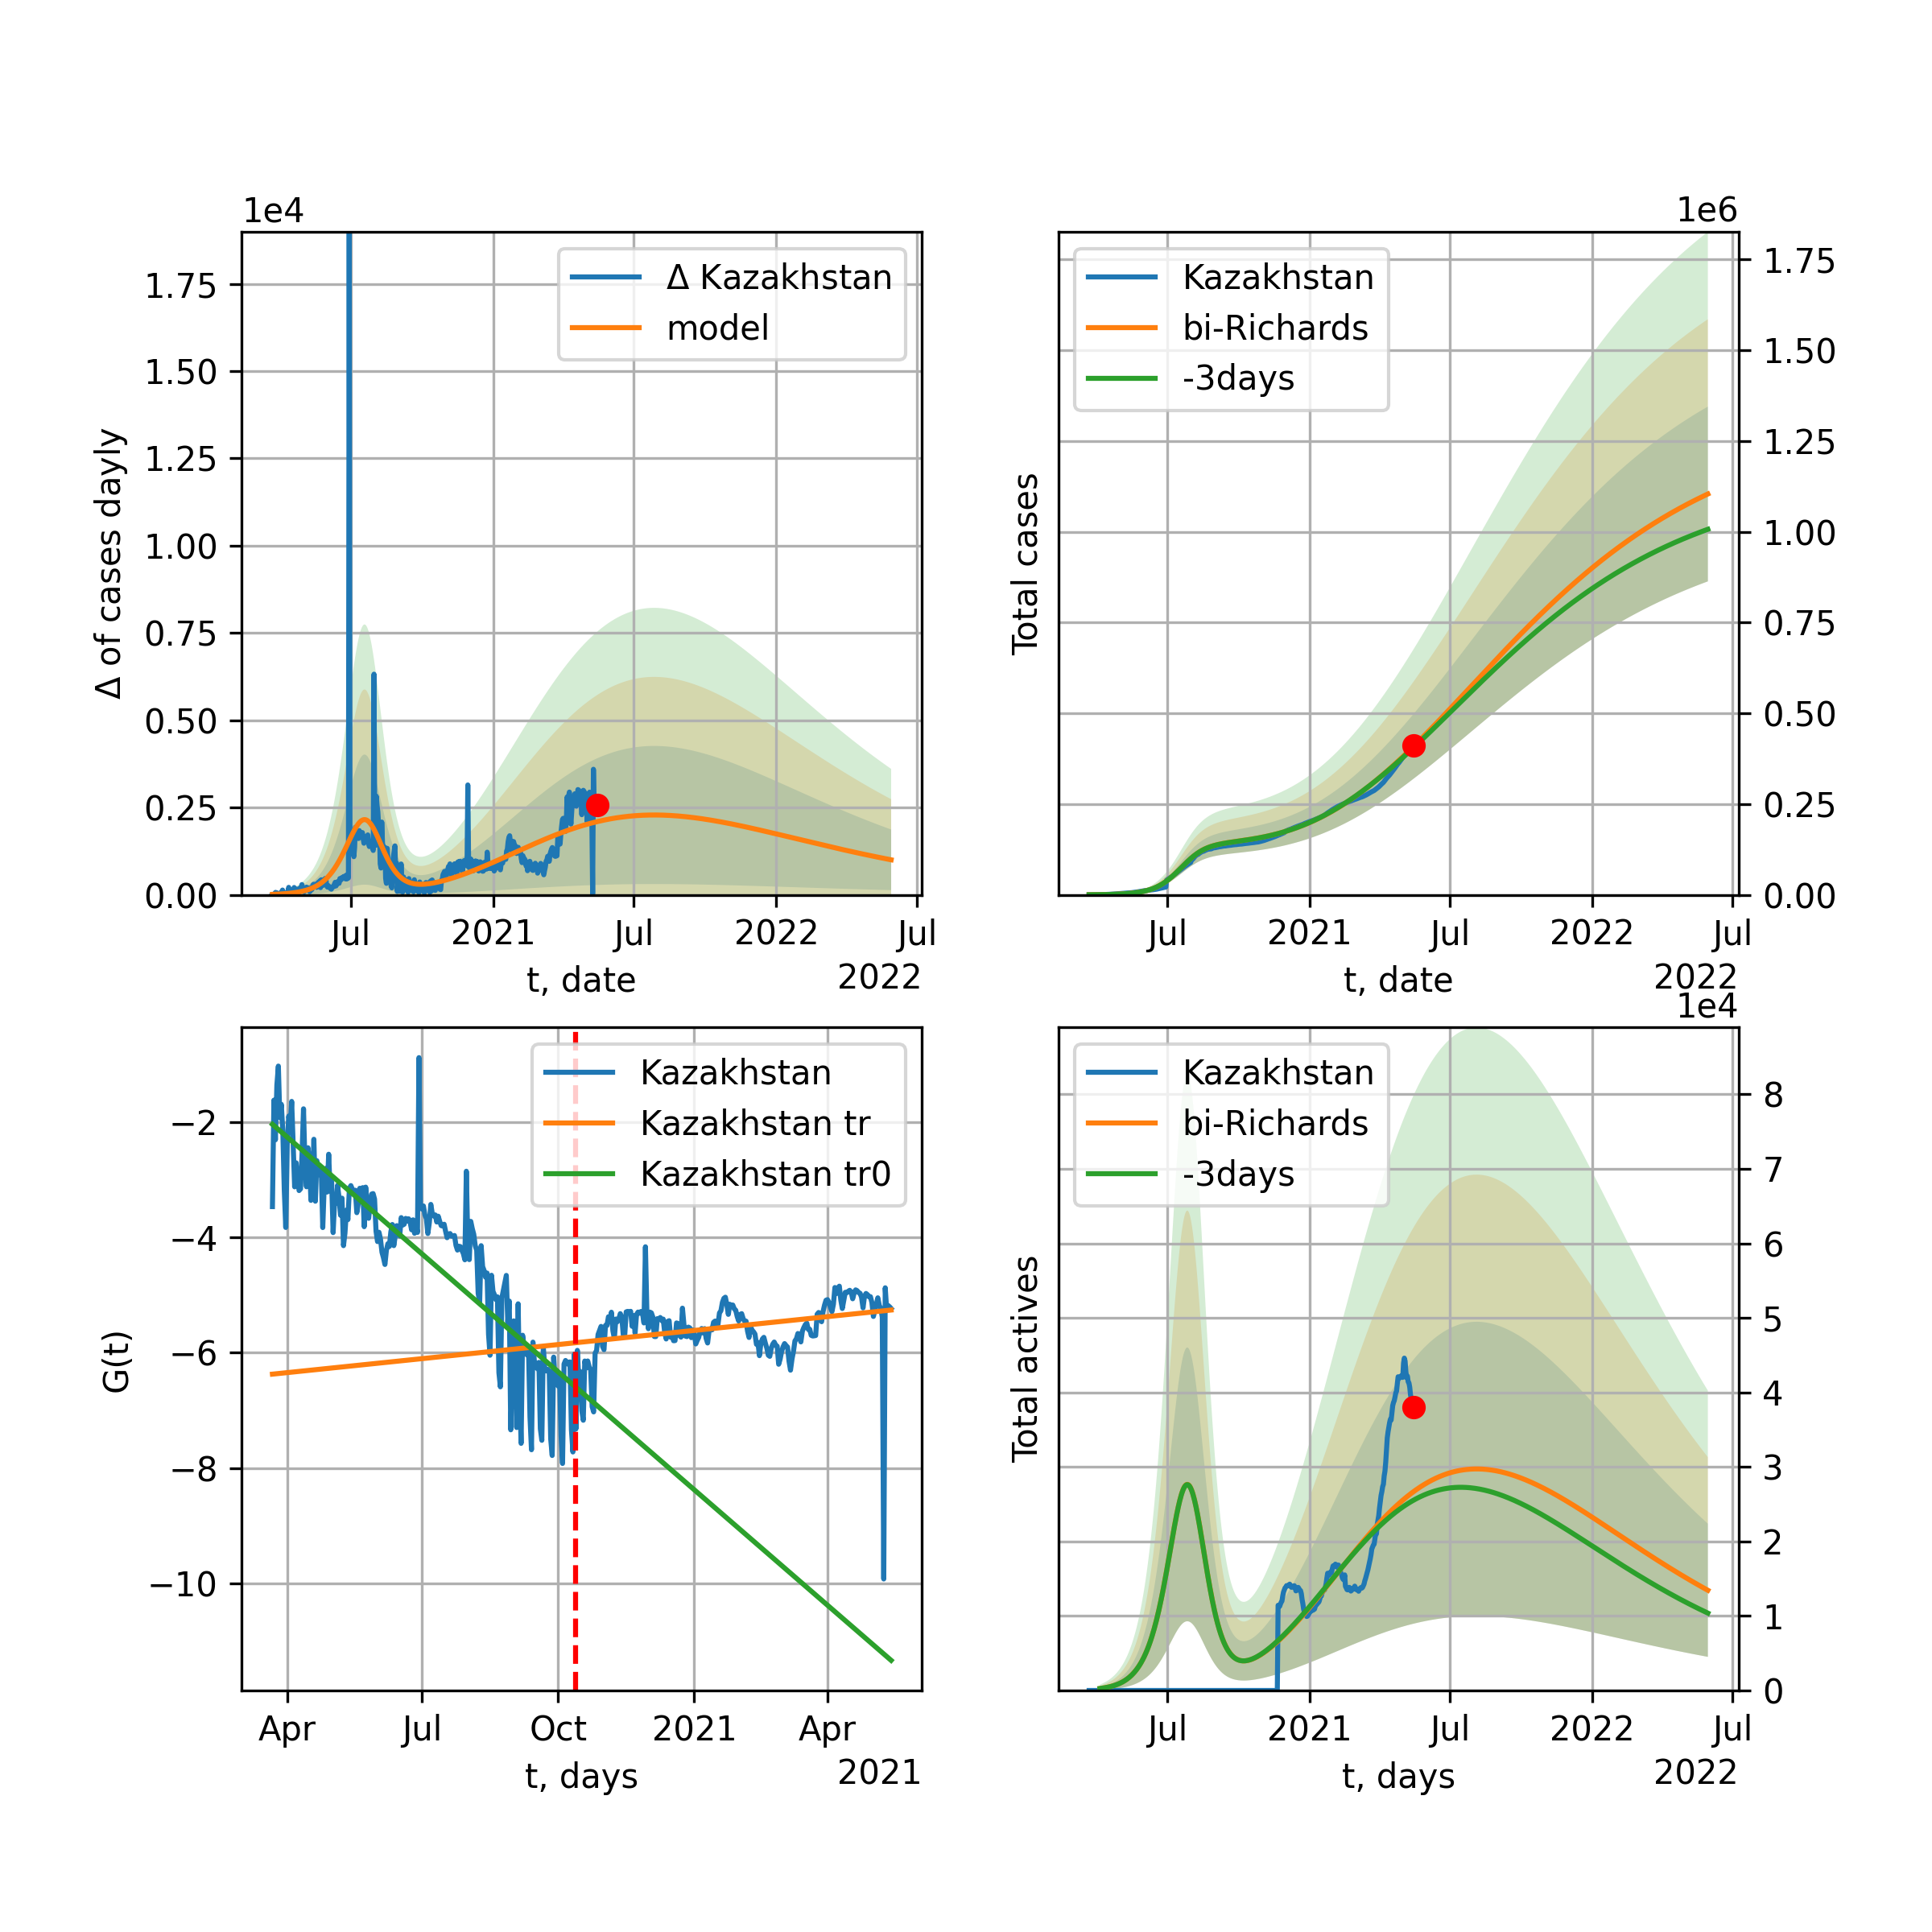 1e4
Δ of cases dayly
1.75
1.50
1.25
1.00
0.75
0.50
0.25
0.00
Δ Kazakhstan
model
Jul
2021
Jul
2022
Jul
t, date
2022
1e6
Total cases
Kazakhstan
bi-Richards
-3days
1.75
1.50
1.25
1.00
0.75
0.50
0.25
0.00
Jul
2021
Jul
2022
Jul
t, date
2022
G(t)
−2
−4
−6
−8
−10
Kazakhstan
Kazakhstan tr
Kazakhstan tr0
Apr
Jul
Oct
2021
Apr
t, days
2021
1e4
Total actives
Kazakhstan
bi-Richards
-3days
8
7
6
5
4
3
2
1
0
Jul
2021
Jul
2022
Jul
t, days
2022